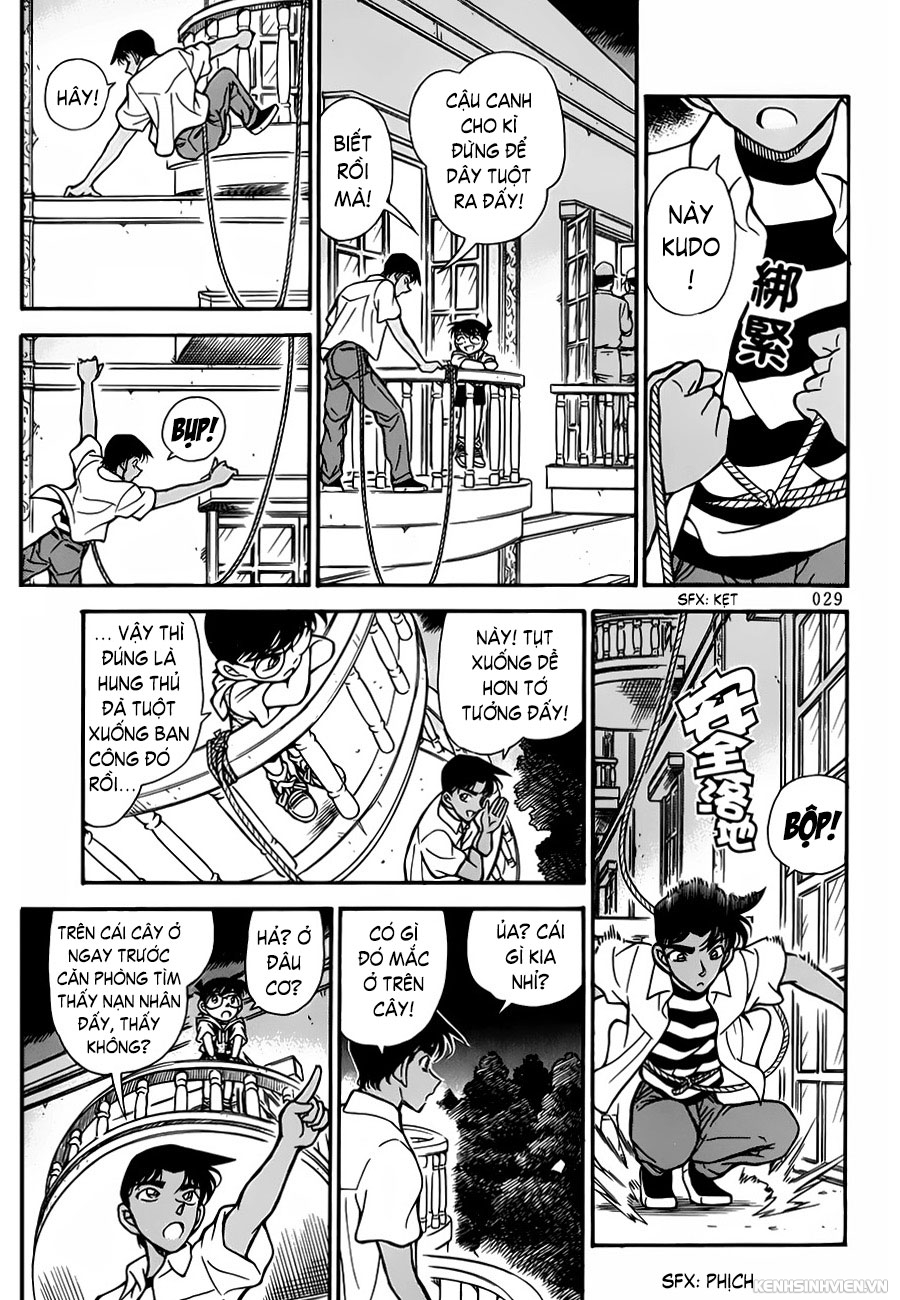 NÀY
KUDO
!
綁
緊
SFX: KẸT
029
CẬU CANH
CHO KĨ
ĐỪNG ĐỂ
DÂY TUỘT
RA ĐẤY!
BIẾT
RỒI
MÀ!
HÂY!
BỤP!
安全落地
BỘP!
SFX: PHỊCH
NÀY! TỤT
XUỐNG DỄ
HƠN TỚ
TƯỞNG ĐẤY!
... VẬY THÌ
ĐÚNG LÀ
HUNG THỦ
ĐÃ TUỘT
XUỐNG BAN
CÔNG ĐÓ
RỒI...
ỦA? CÁI
GÌ KIA
NHỈ?
CÓ GÌ
ĐÓ MẮC
Ở TRÊN
CÂY!
HẢ? Ở
ĐÂU
CƠ?
TRÊN CÁI CÂY Ở
NGAY TRƯỚC
CĂN PHÒNG TÌM
THẤY NẠN NHÂN
ĐẤY, THẤY
KHÔNG?
KENHSINHVIEN.VN